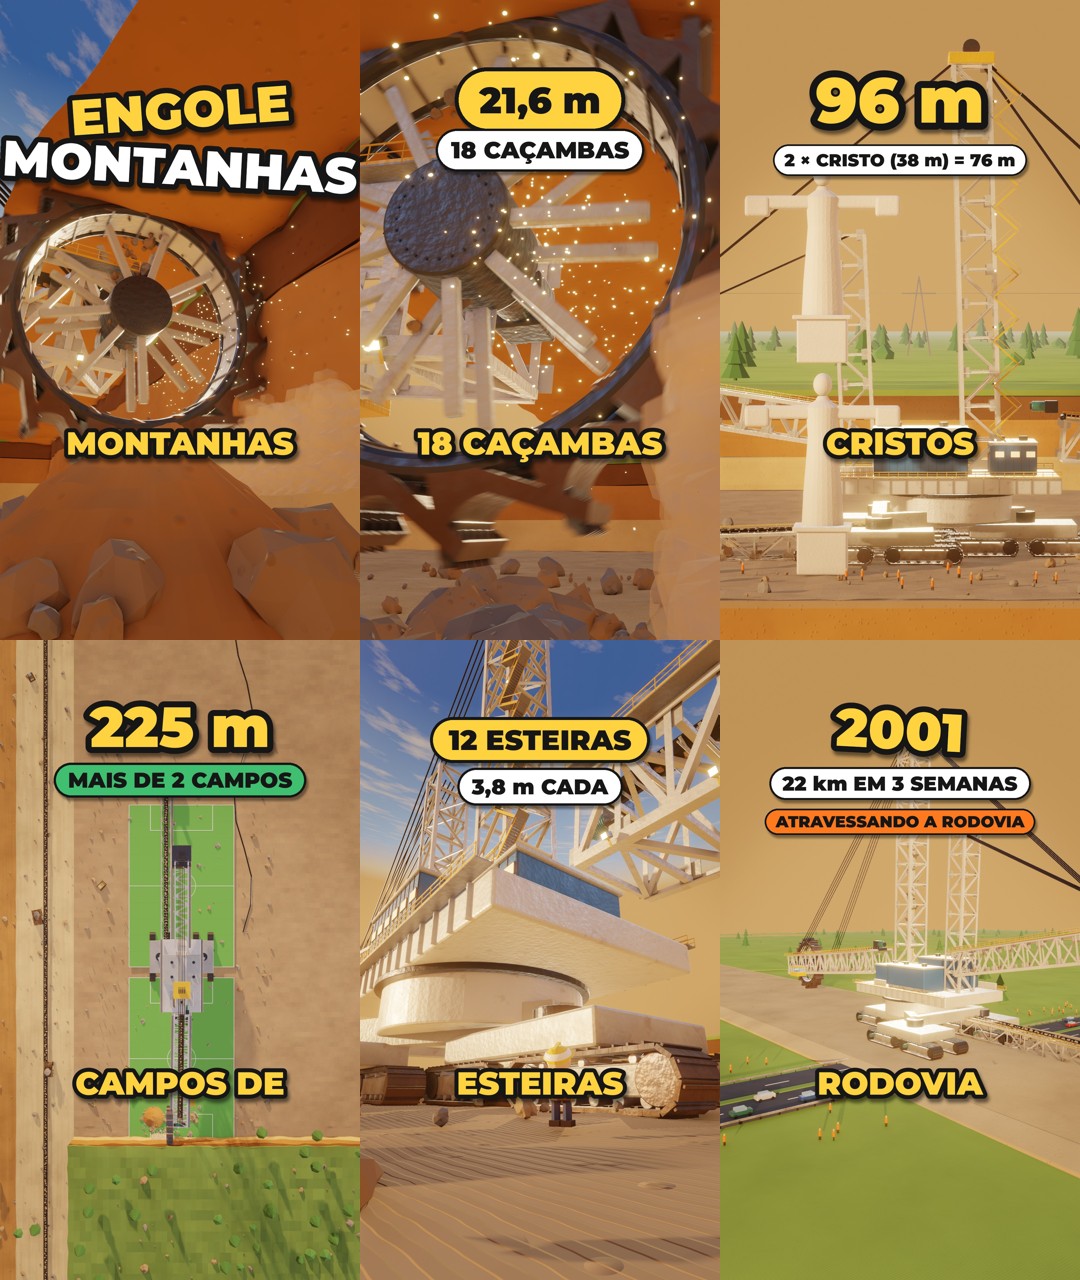 ENGOLE
MONTANHAS
MONTANHAS
21,6 m
18 CAÇAMBAS
18 CAÇAMBAS
96 m
2 × CRISTO (38 m) = 76 m
CRISTOS
225 m
MAIS DE 2 CAMPOS
CAMPOS DE
12 ESTEIRAS
3,8 m CADA
ESTEIRAS
2001
22 km EM 3 SEMANAS
ATRAVESSANDO A RODOVIA
RODOVIA